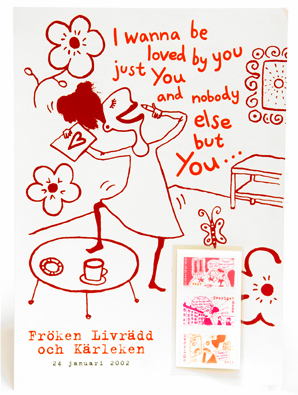 I wanna be
loved by you
just You
and nobody
else
but
You...
Sverige
Fröken Livrädd
och Kärleken
24 januari 2002